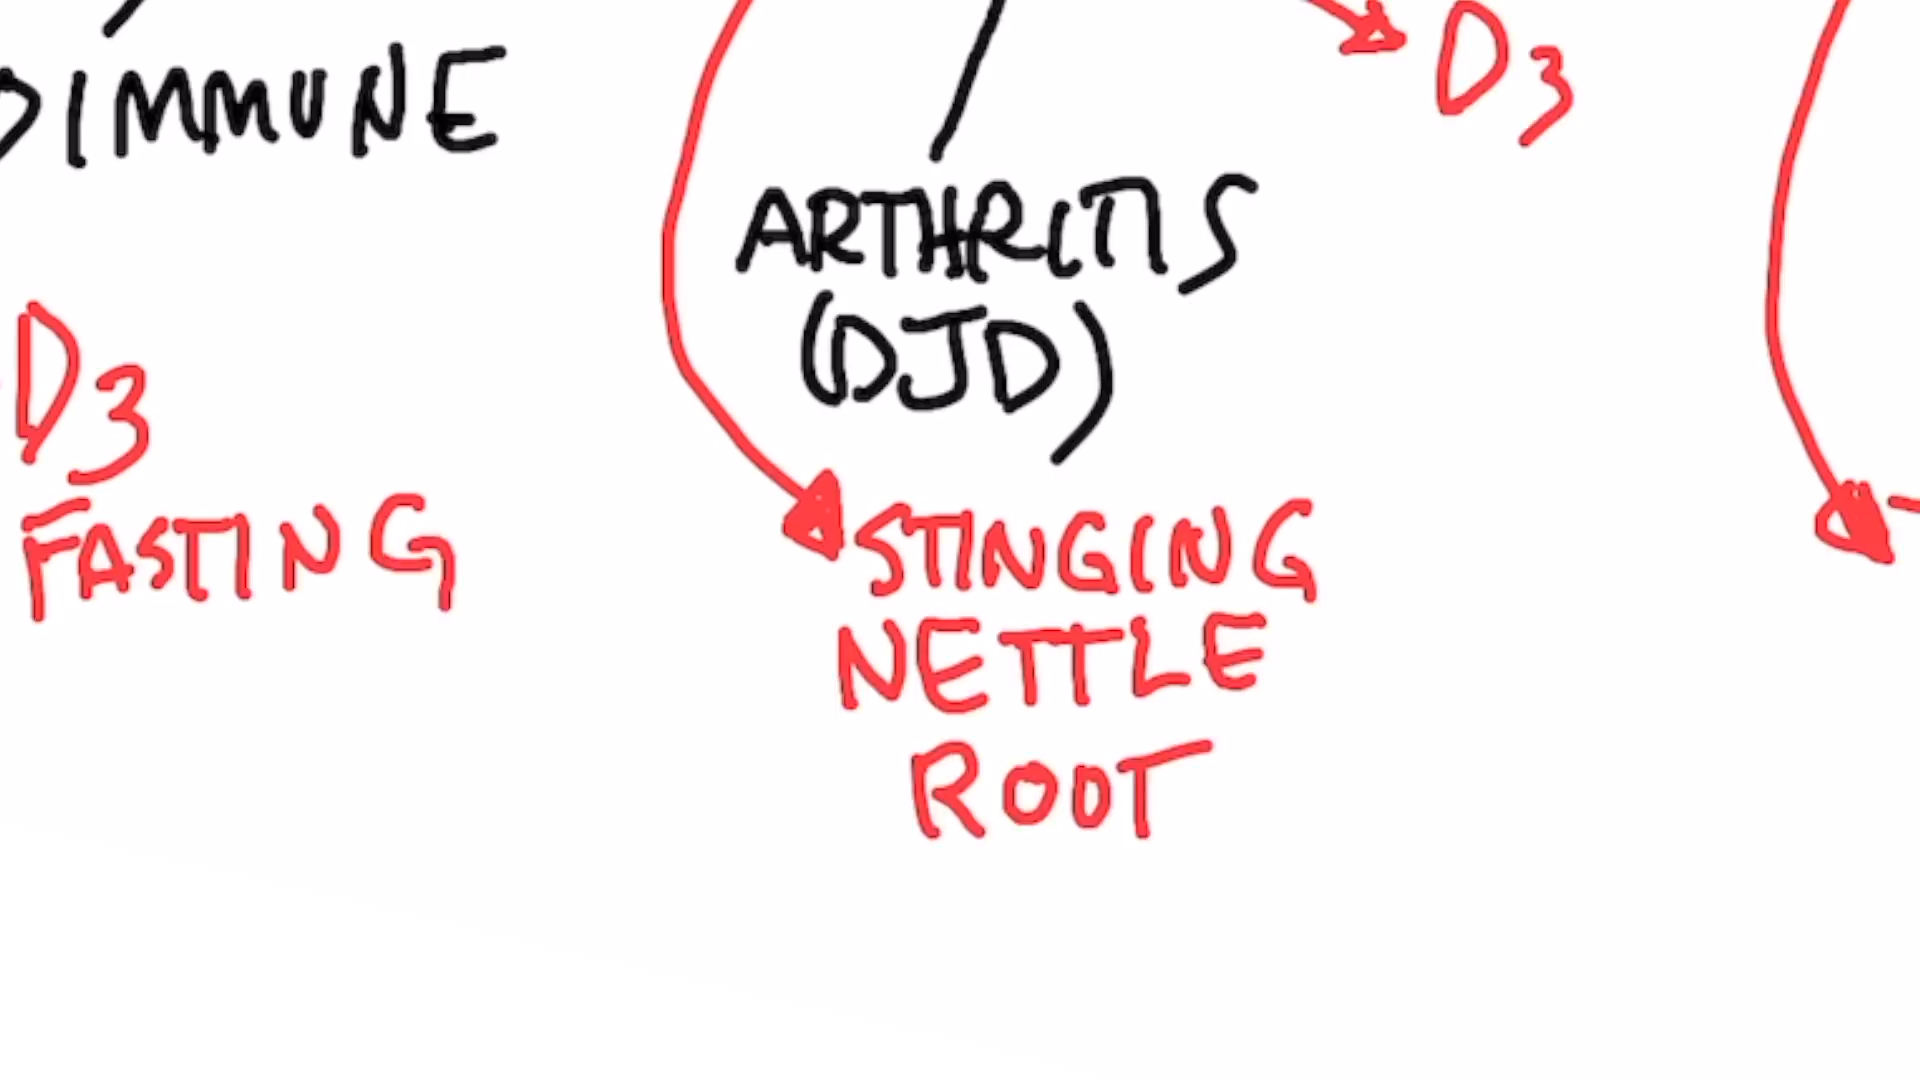 D3
IMMUNE
ARTHRITIS
(DJD)
D3
FASTING
STINGING
NETTLE
ROOT